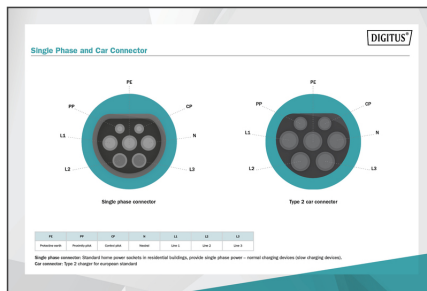 DIGITUS®
Single Phase and Car Connector
PE
PP
CP
L1
N
L2
L3
Single phase connector
PE
PP
CP
L1
N
L2
L3
Type 2 car connector
PE PP CP N L1 L2 L3
Protective earth Proximity pilot Control pilot Neutral Line 1 Line 2 Line 3
Single phase connector: Standard home power sockets in residential buildings, provide single phase power – normal charging devices (slow charging devices).
Car connector: Type 2 charger for european standard